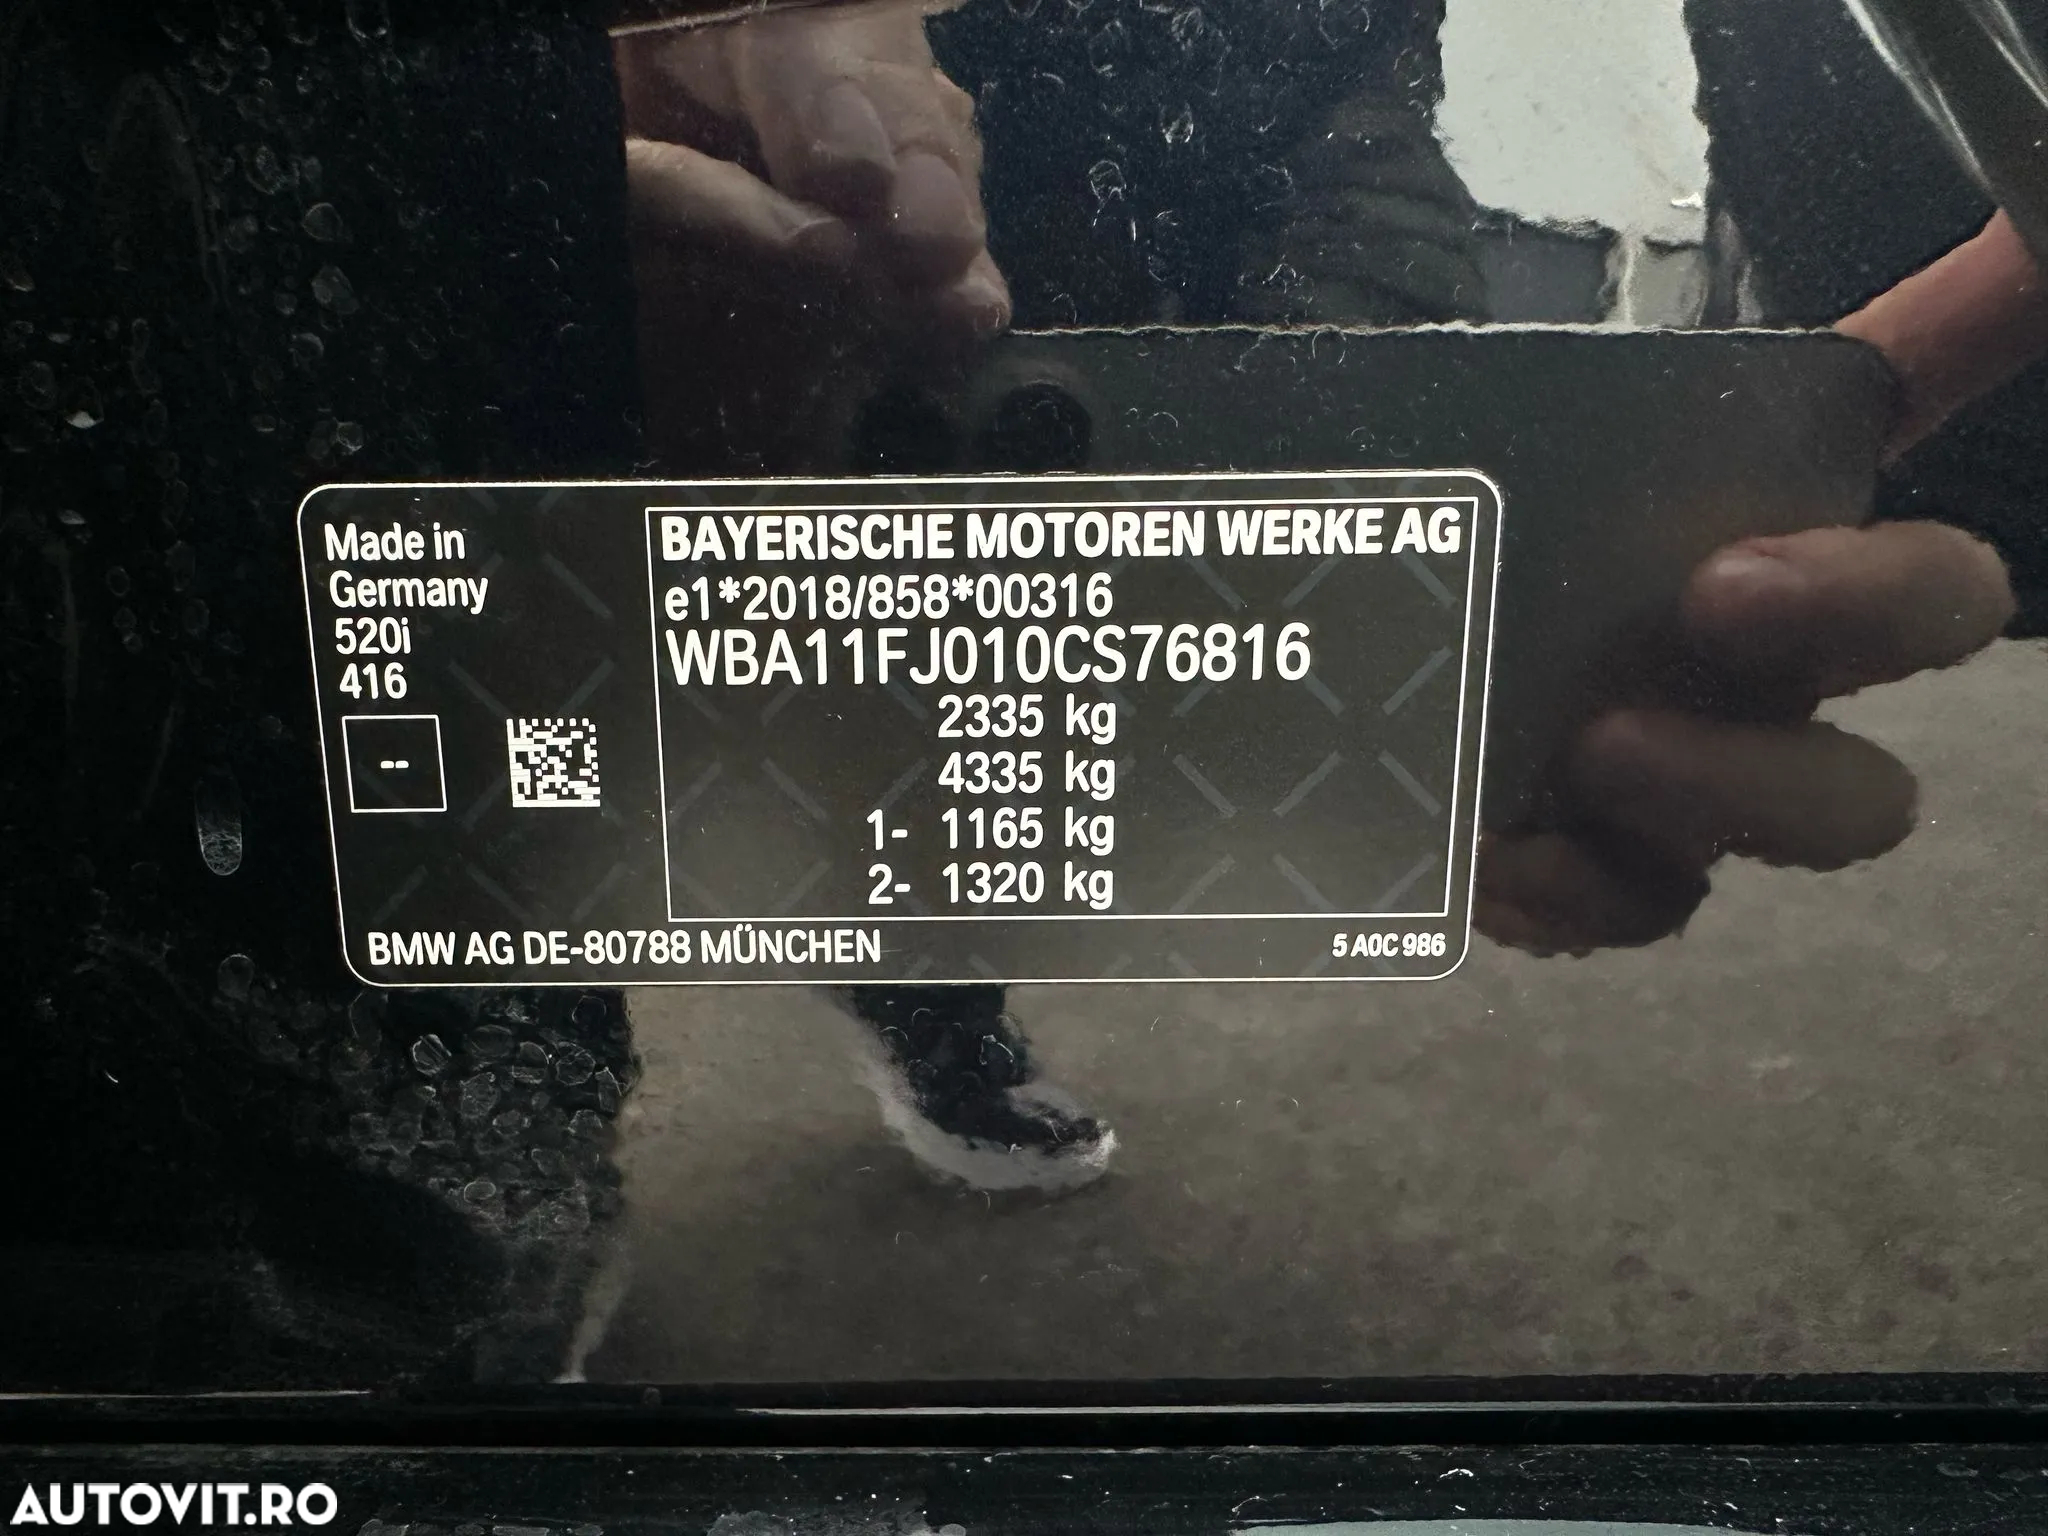 Made in
Germany
520i
416
--
BAYERISCHE MOTOREN WERKE AG
e1*2018/858*00316
WBA11FJ010CS76816
2335 kg
4335 kg
1- 1165 kg
2- 1320 kg
BMW AG DE-80788 MÜNCHEN
5 A0C 986
AUTOVIT.RO